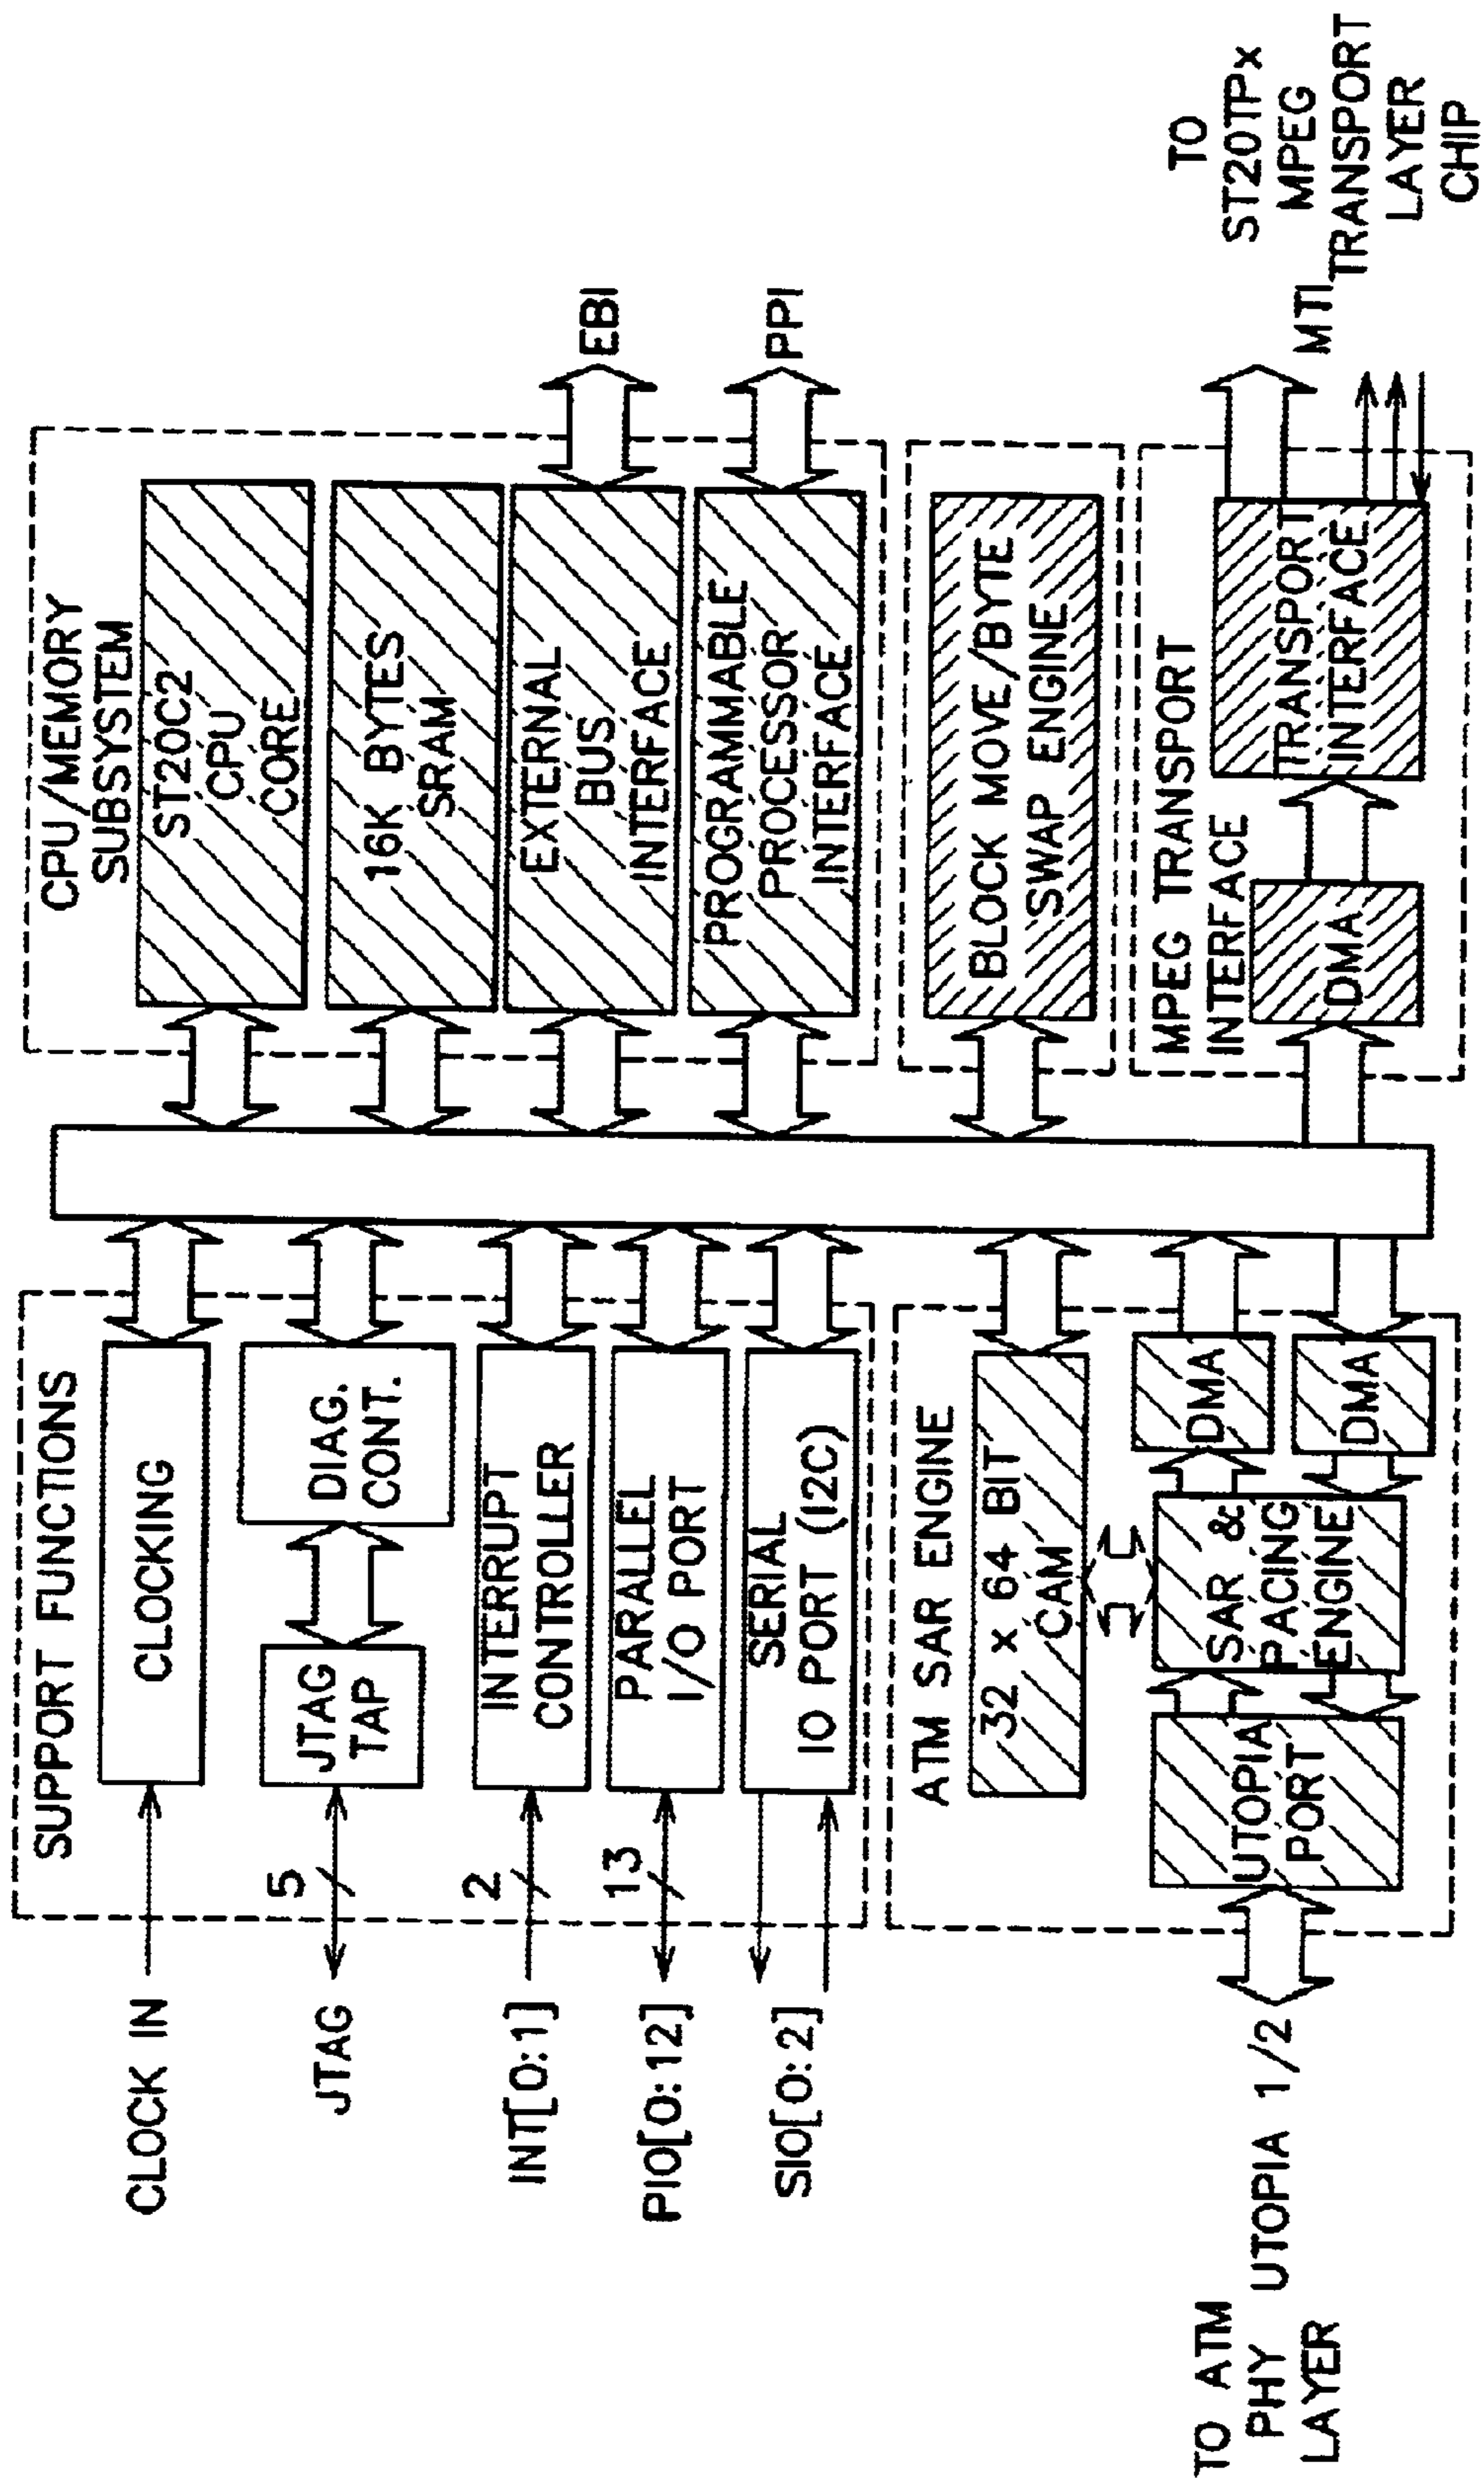 SUPPORT FUNCTIONS
CLOCK IN
CLOCKING
JTAG
5
JTAG
TAP
DIAG.
CONT.
INT[0:1]
2
INTERRUPT
CONTROLLER
PIO[0:12]
13
PARALLEL
I/O PORT
SIO[0:2]
SERIAL
IO PORT (I2C)
ATM SAR ENGINE
32 x 64 BIT
CAM
TO ATM
PHY
LAYER
UTOPIA 1/2
UTOPIA
PORT
SAR &
PACING
ENGINE
DMA
DMA
CPU/MEMORY
SUBSYSTEM
ST20C2
CPU
CORE
16K BYTES
SRAM
EXTERNAL
BUS
INTERFACE
EBI
PROGRAMMABLE
PROCESSOR
INTERFACE
PPI
BLOCK MOVE/BYTE
SWAP ENGINE
MPEG TRANSPORT
INTERFACE
DMA
TRANSPORT
INTERFACE
MTI
TO
ST20TPx
MPEG
TRANSPORT
LAYER
CHIP